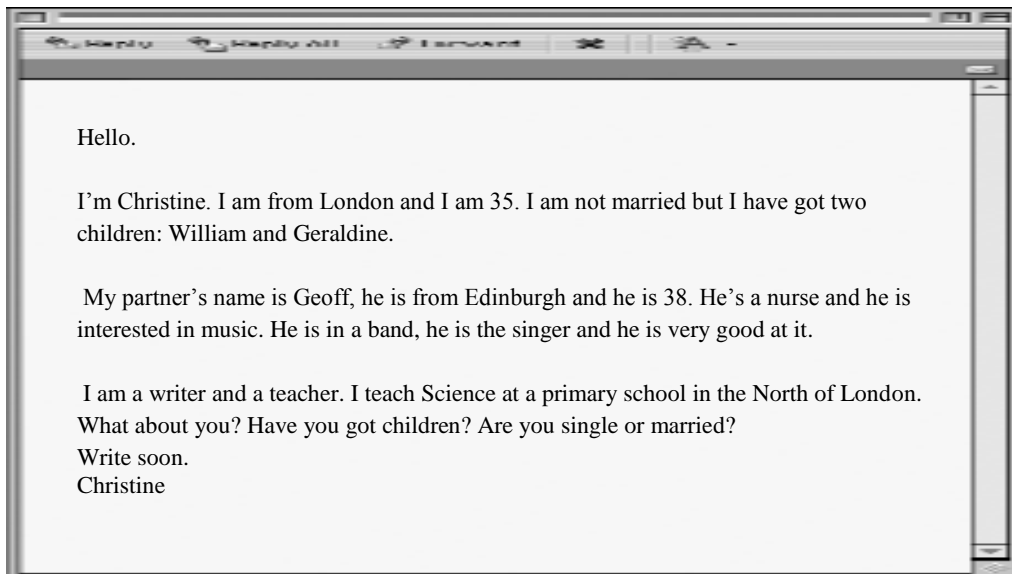 Reply Reply All Forward
Hello.
I'm Christine. I am from London and I am 35. I am not married but I have got two
children: William and Geraldine.
My partner's name is Geoff, he is from Edinburgh and he is 38. He's a nurse and he is
interested in music. He is in a band, he is the singer and he is very good at it.
I am a writer and a teacher. I teach Science at a primary school in the North of London.
What about you? Have you got children? Are you single or married?
Write soon.
Christine